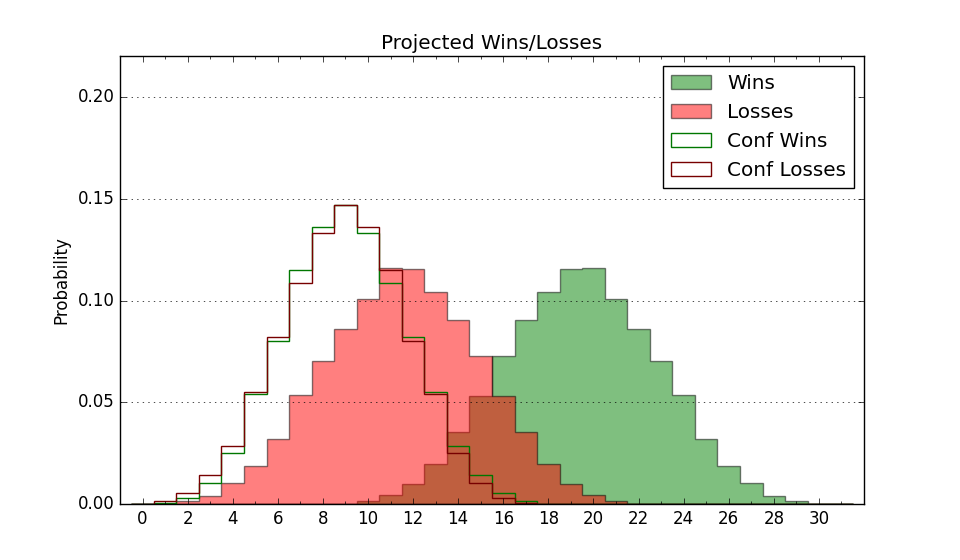 Projected Wins/Losses
0.20
0.15
0.10
0.05
0.00
Probability
Wins
Losses
Conf Wins
Conf Losses
0 2 4 6 8 10 12 14 16 18 20 22 24 26 28 30